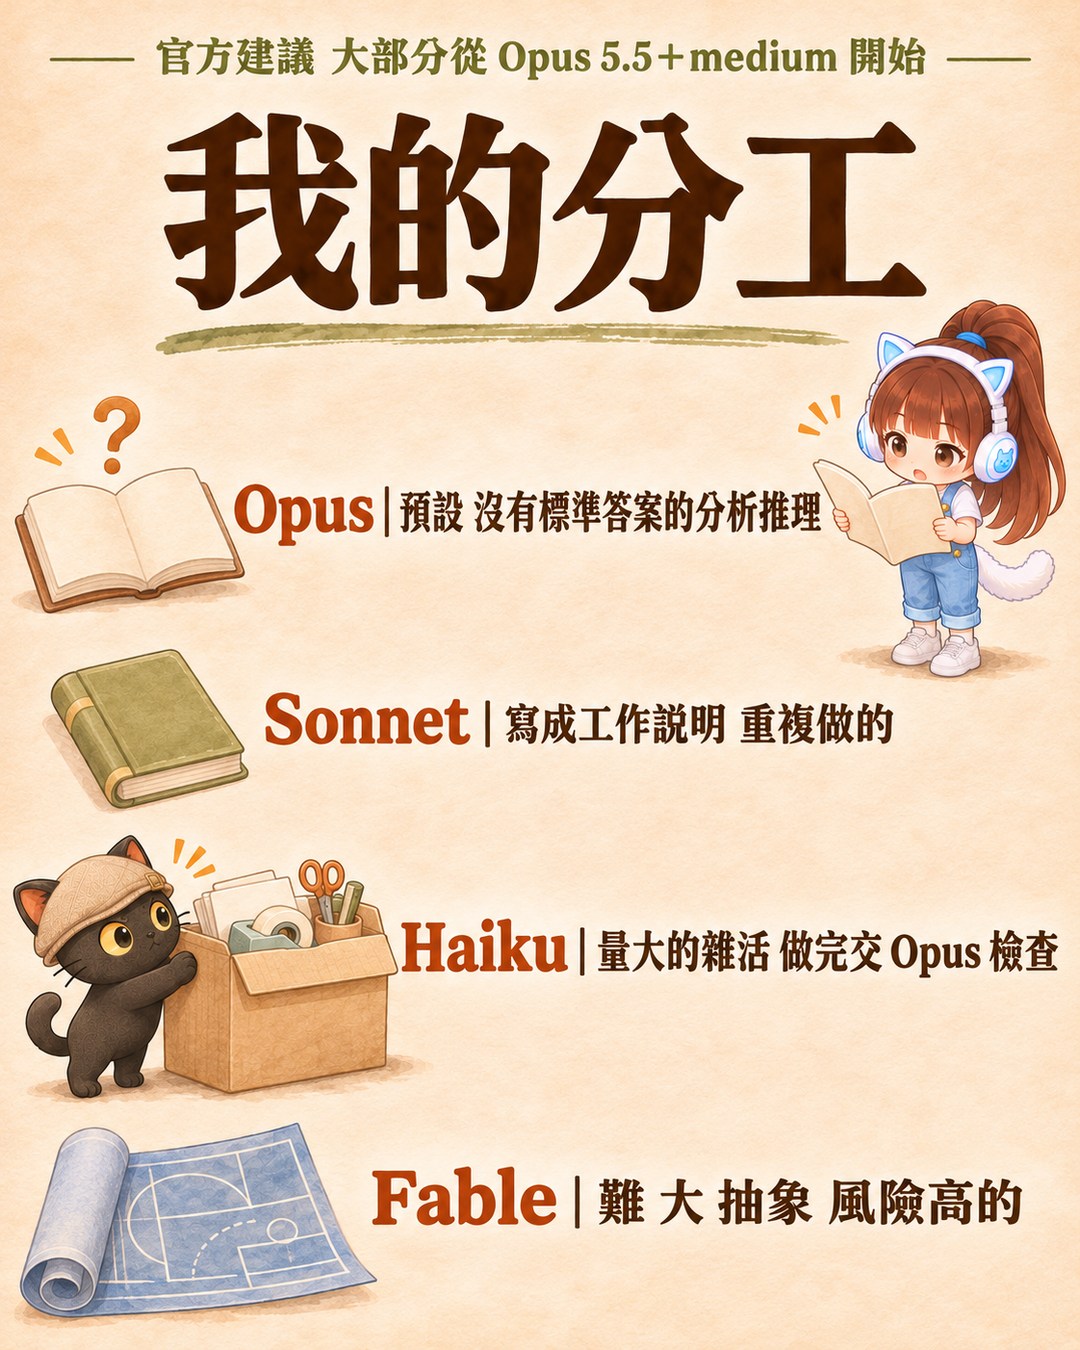 官方建議 大部分從 Opus 5.5+medium 開始
我的分工
Opus|預設 沒有標準答案的分析推理
Sonnet|寫成工作説明 重複做的
Haiku|量大的雜活 做完交 Opus 檢查
Fable|難 大 抽象 風險高的